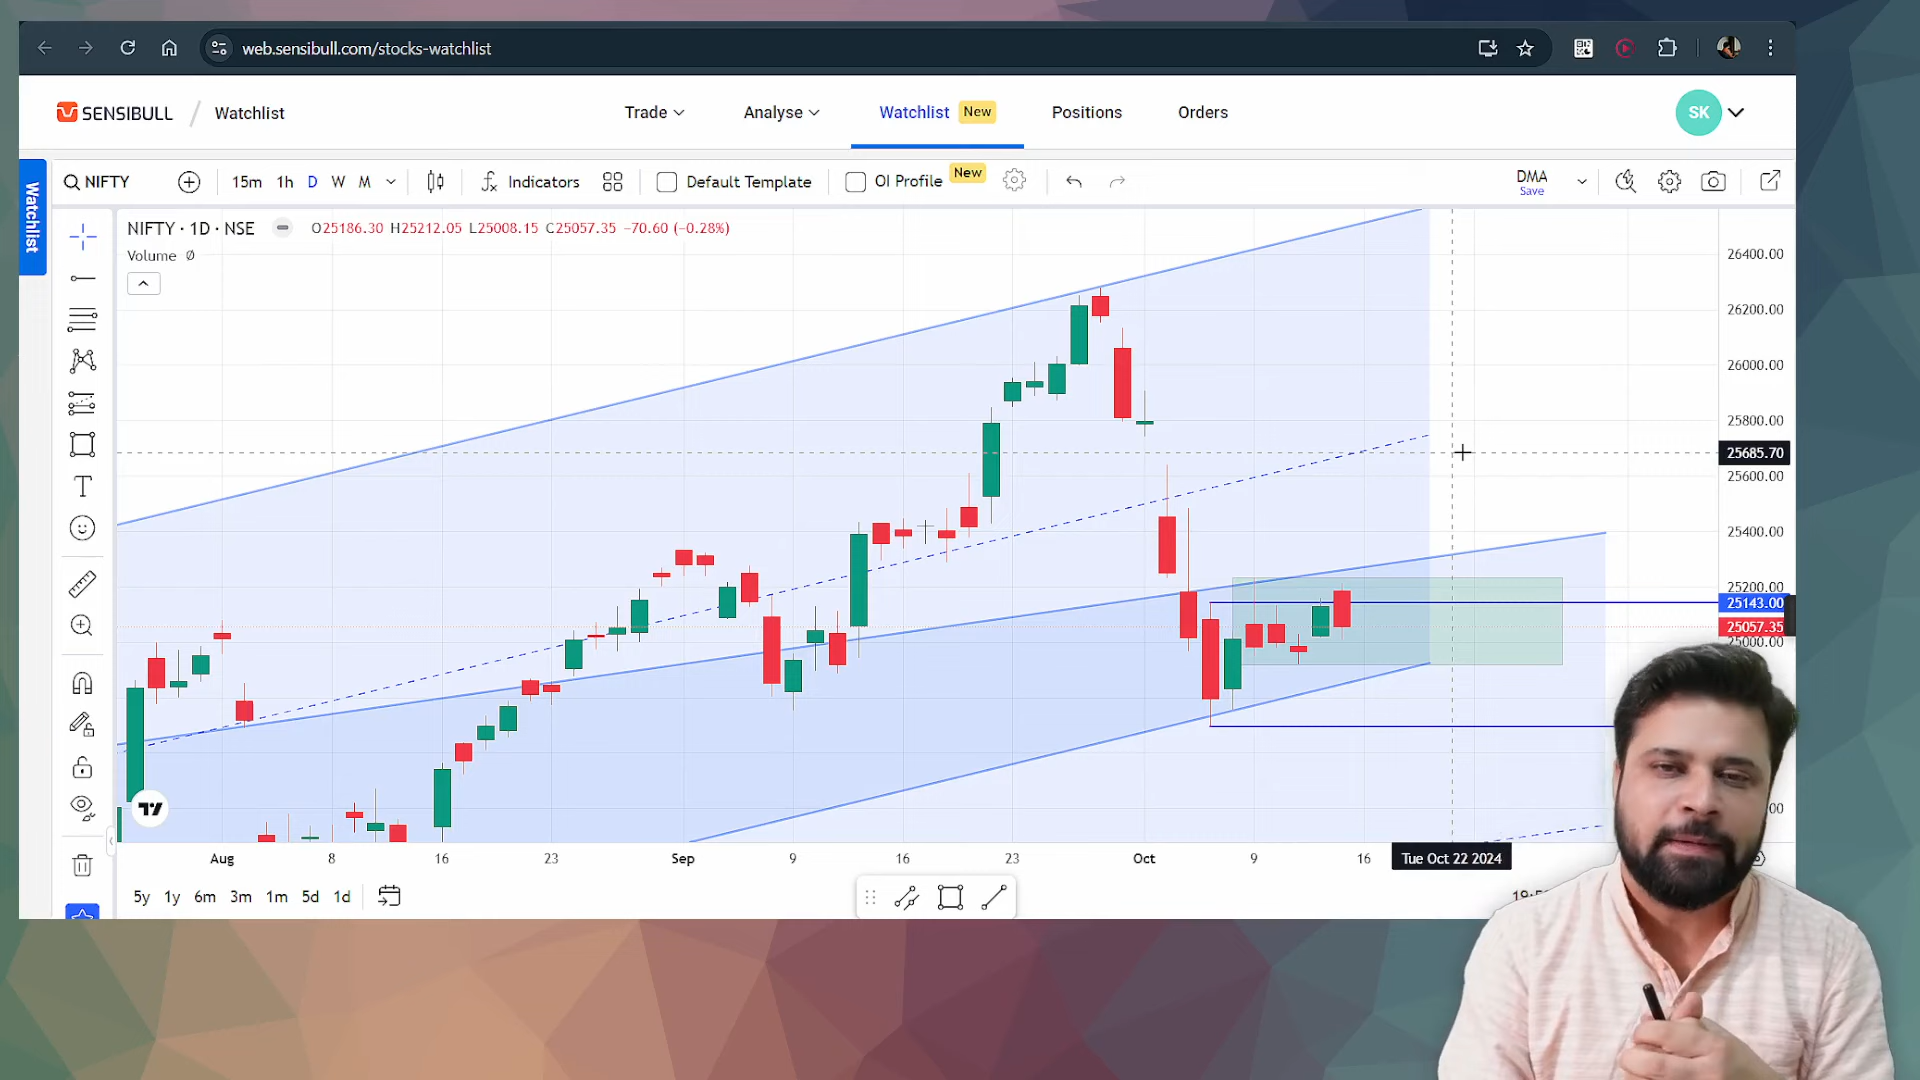 web.sensibull.com/stocks-watchlist
SENSIBULL / Watchlist
Trade
Analyse
Watchlist New
Positions
Orders
SK
Watchlist
NIFTY
15m 1h D W M
Indicators
Default Template
OI Profile New
DMA
Save
NIFTY · 1D · NSE
O25186.30 H25212.05 L25008.15 C25057.35 −70.60 (−0.28%)
Volume Ø
26400.00
26200.00
26000.00
25800.00
25685.70
25600.00
25400.00
25200.00
25143.00
25057.35
25000.00
T
Aug 8 16 23 Sep 9 16 23 Oct 9 16 Tue Oct 22 2024
5y 1y 6m 3m 1m 5d 1d